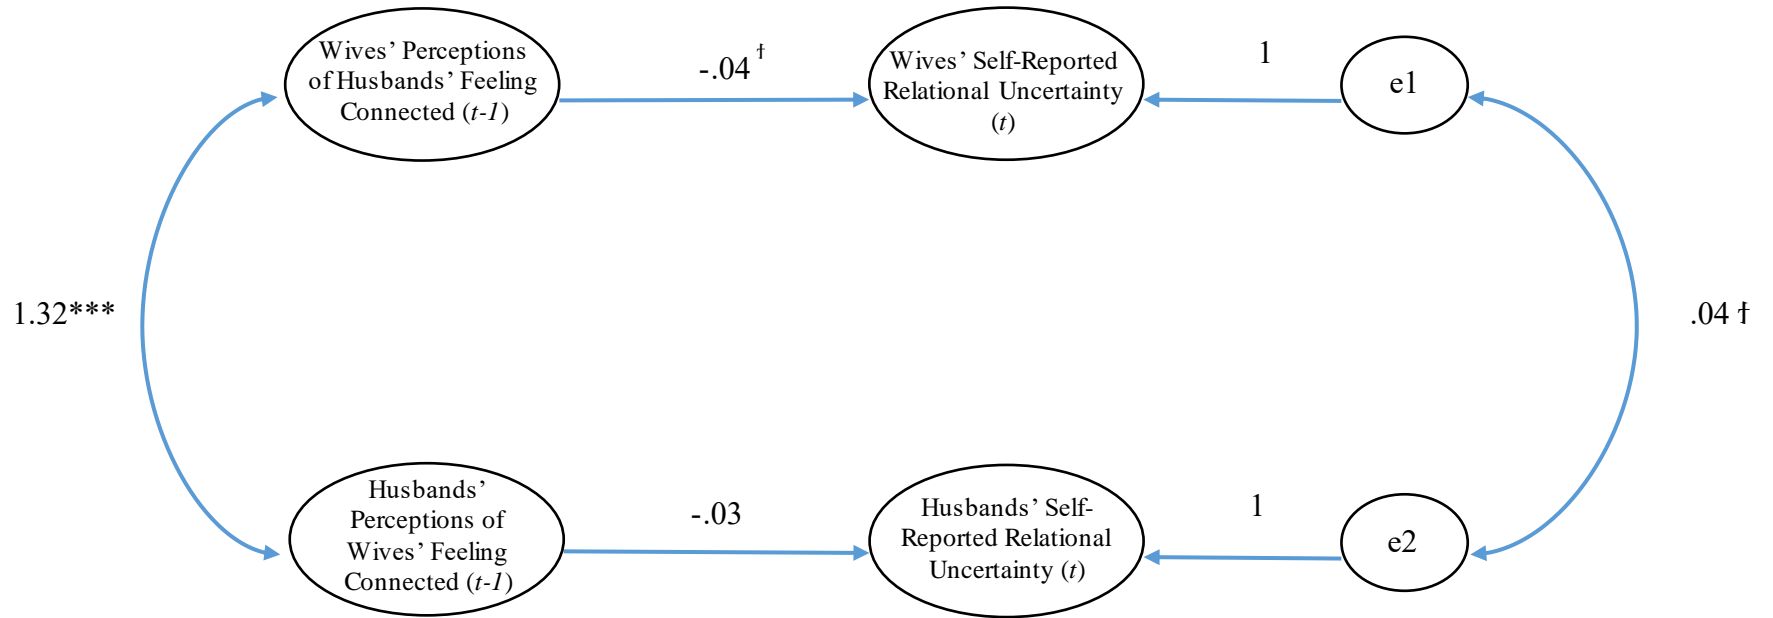 Wives’ Perceptions
of Husbands’ Feeling
Connected (t-1)
-.04 ϯ
Wives’ Self-Reported
Relational Uncertainty
(t)
1
e1
1.32***
.04 ϯ
Husbands’
Perceptions of
Wives’ Feeling
Connected (t-1)
-.03
Husbands’ Self-
Reported Relational
Uncertainty (t)
1
e2